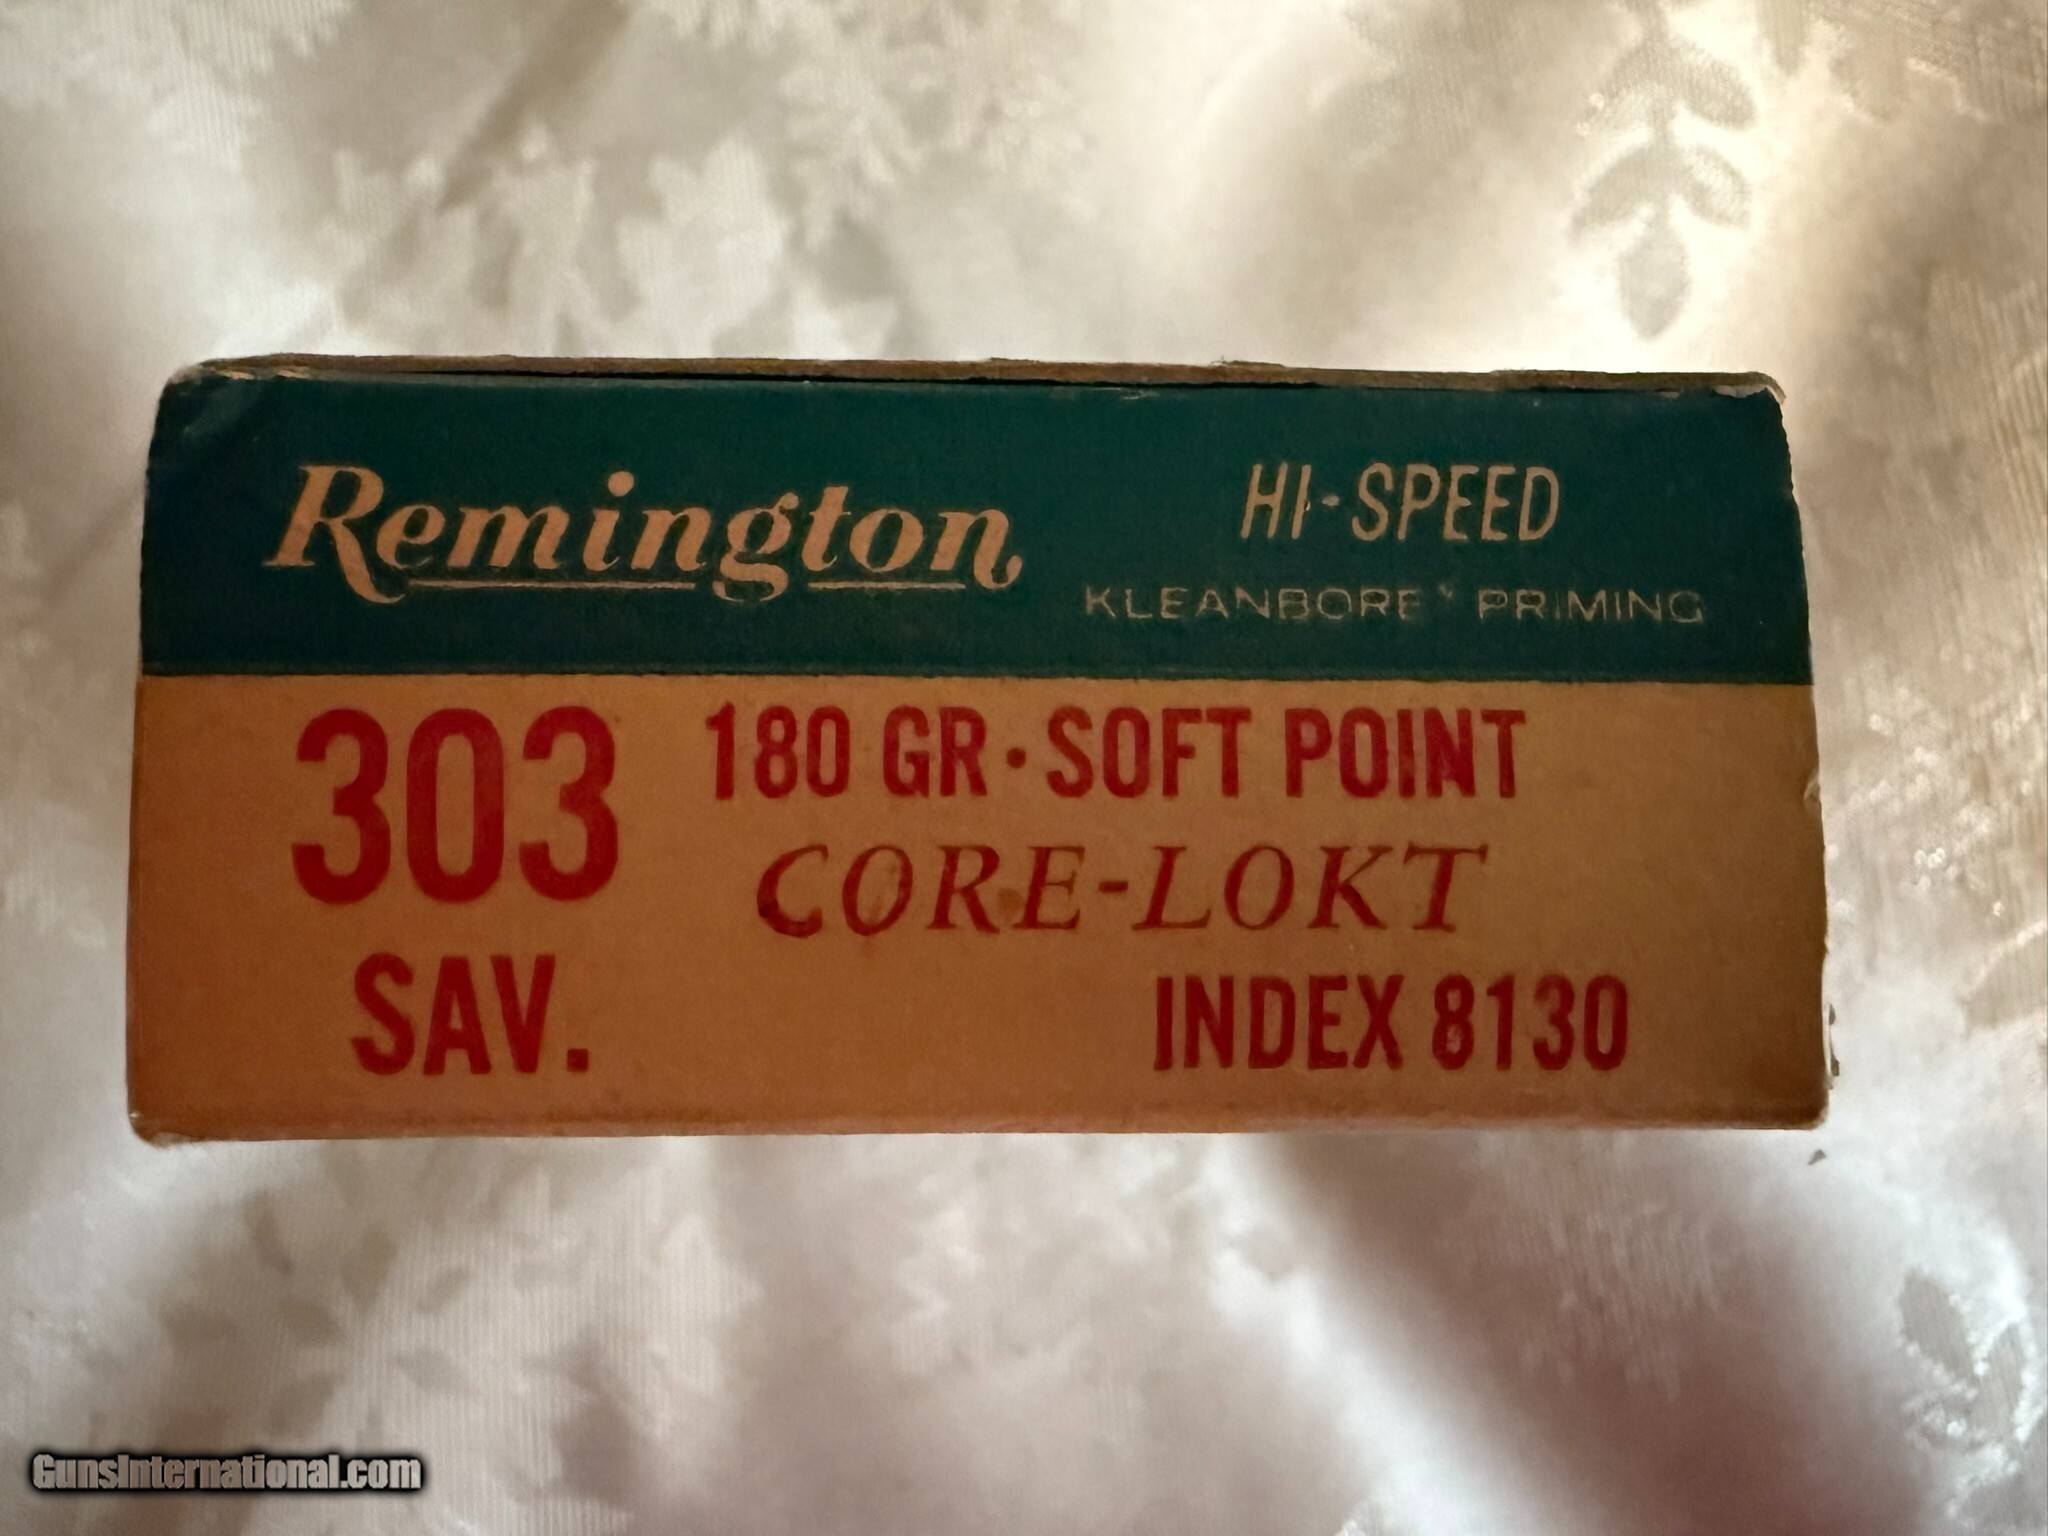 Remington
HI-SPEED
KLEANBORE PRIMING
303
SAV.
180 GR·SOFT POINT
CORE-LOKT
INDEX 8130
GunsInternational.com